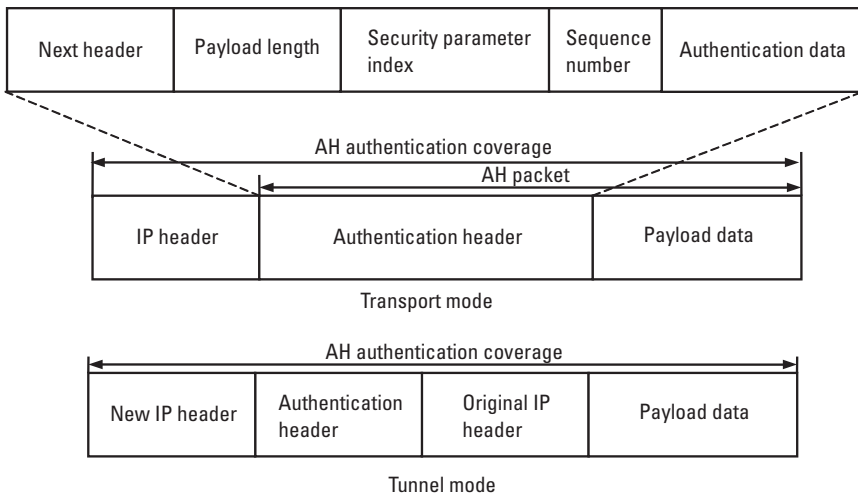 Next header
Payload length
Security parameter
index
Sequence
number
Authentication data
AH authentication coverage
AH packet
IP header
Authentication header
Payload data
Transport mode
AH authentication coverage
New IP header
Authentication
header
Original IP
header
Payload data
Tunnel mode